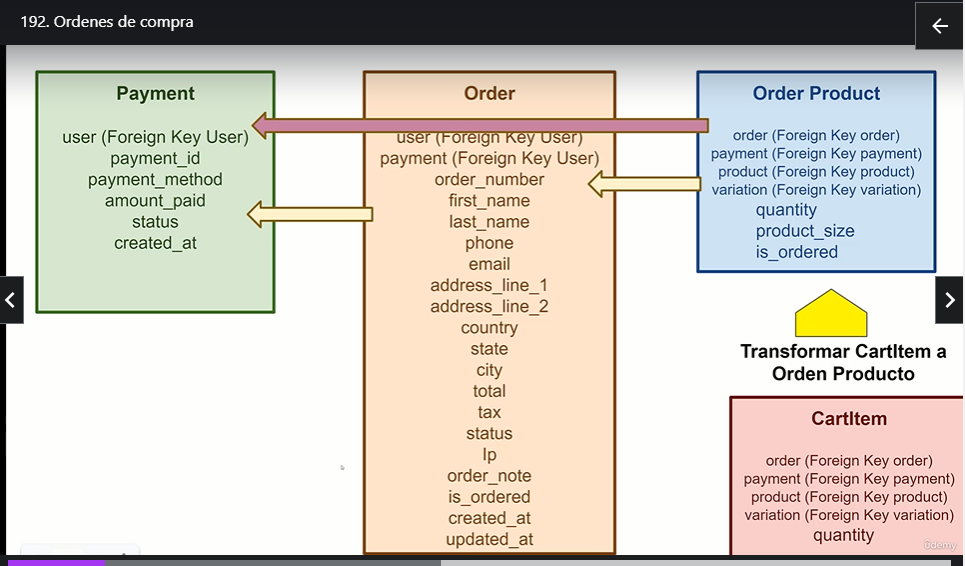 192. Ordenes de compra
Payment
user (Foreign Key User)
payment_id
payment_method
amount_paid
status
created_at
Order
user (Foreign Key User)
payment (Foreign Key User)
order_number
first_name
last_name
phone
email
address_line_1
address_line_2
country
state
city
total
tax
status
Ip
order_note
is_ordered
created_at
updated_at
Order Product
order (Foreign Key order)
payment (Foreign Key payment)
product (Foreign Key product)
variation (Foreign Key variation)
quantity
product_size
is_ordered
Transformar CartItem a
Orden Producto
CartItem
order (Foreign Key order)
payment (Foreign Key payment)
product (Foreign Key product)
variation (Foreign Key variation)
quantity
ûdemy